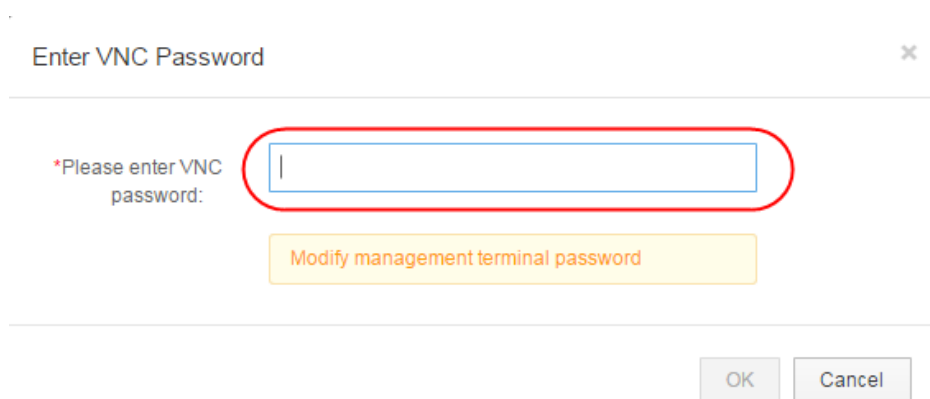 Enter VNC Password
×
*Please enter VNC
password:
Modify management terminal password
OK
Cancel